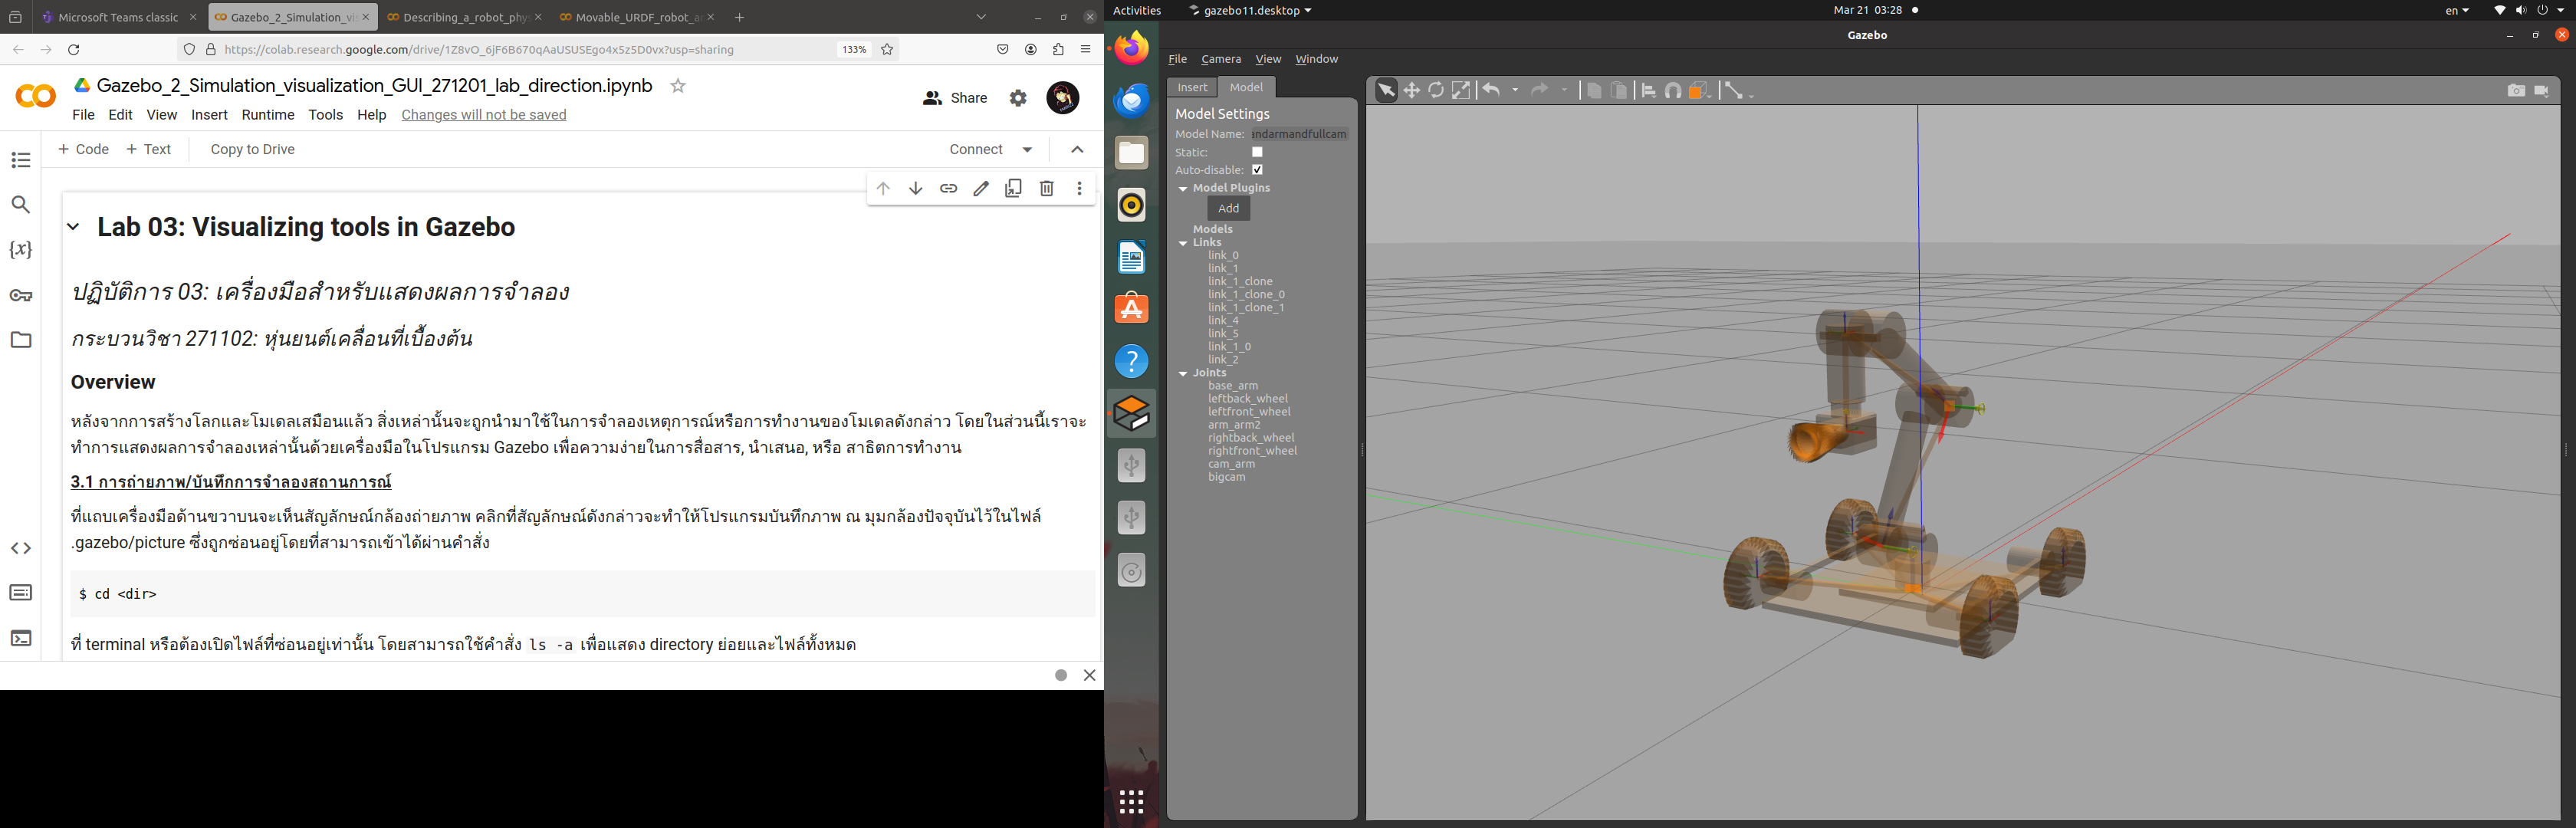 Microsoft Teams classic
Gazebo_2_Simulation_vis
Describing_a_robot_phy
Movable_URDF_robot_a
https://colab.research.google.com/drive/1Z8vO_6jF6B670qAaUSUSEgo4x5zSD0vx?usp=sharing
133%
Gazebo_2_Simulation_visualization_GUI_271201_lab_direction.ipynb
File Edit View Insert Runtime Tools Help Changes will not be saved
Share
+ Code + Text Copy to Drive
Connect
Lab 03: Visualizing tools in Gazebo
ปฏิบัติการ 03: เครื่องมือสำหรับแสดงผลการจำลอง
กระบวนวิชา 271102: หุ่นยนต์เคลื่อนที่เบื้องต้น
Overview
หลังจากการสร้างโลกและโมเดลเสมือนแล้ว สิ่งเหล่านั้นจะถูกนำมาใช้ในการจำลองเหตุการณ์หรือการทำงานของโมเดลดังกล่าว โดยในส่วนนี้เราจะ
ทำการแสดงผลการจำลองเหล่านั้นด้วยเครื่องมือในโปรแกรม Gazebo เพื่อความง่ายในการสื่อสาร, นำเสนอ, หรือ สาธิตการทำงาน
3.1 การถ่ายภาพ/บันทึกการจำลองสถานการณ์
ที่แถบเครื่องมือด้านขวาบนจะเห็นสัญลักษณ์กล้องถ่ายภาพ คลิกที่สัญลักษณ์ดังกล่าวจะทำให้โปรแกรมบันทึกภาพ ณ มุมกล้องปัจจุบันไว้ในไฟล์
.gazebo/picture ซึ่งถูกซ่อนอยู่โดยที่สามารถเข้าได้ผ่านคำสั่ง
$ cd <dir>
ที่ terminal หรือต้องเปิดไฟล์ที่ซ่อนอยู่เท่านั้น โดยสามารถใช้คำสั่ง ls -a เพื่อแสดง directory ย่อยและไฟล์ทั้งหมด
Activities
gazebo11.desktop
Mar 21 03:28
en
Gazebo
File Camera View Window
Insert Model
Model Settings
Model Name: andarmandfullcam
Static:
Auto-disable:
Model Plugins
Add
Models
Links
link_0
link_1
link_1_clone
link_1_clone_0
link_1_clone_1
link_4
link_5
link_1_0
link_2
Joints
base_arm
leftback_wheel
leftfront_wheel
arm_arm2
rightback_wheel
rightfront_wheel
cam_arm
bigcam